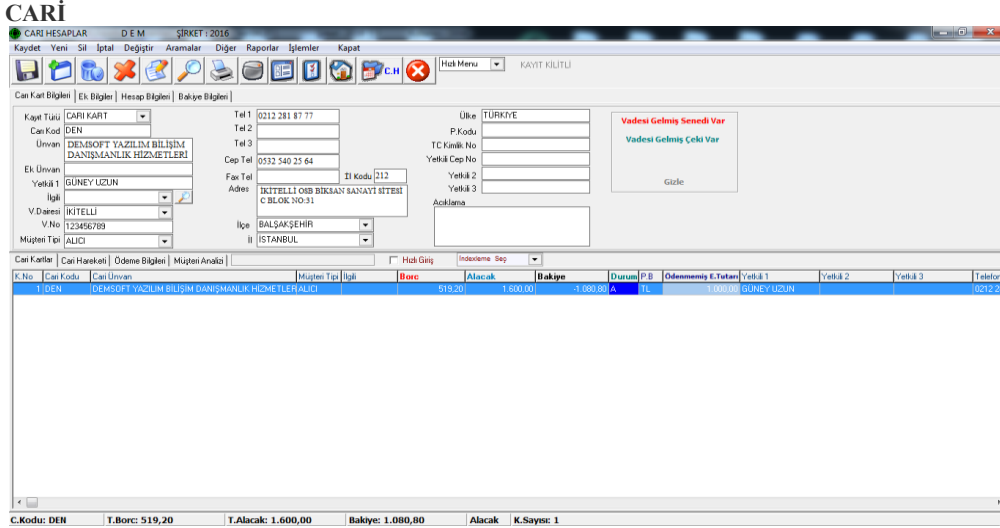 CARİ
CARI HESAPLAR D E M ŞİRKET : 2016
Kaydet Yeni Sil İptal Değiştir Aramalar Diğer Raporlar İşlemler Kapat
C.H Hızlı Menu KAYIT KİLİTLİ
Cari Kart Bilgileri Ek Bilgiler Hesap Bilgileri Bakiye Bilgileri
Kayıt Türü CARI KART
Cari Kod DEN
Ünvan DEMSOFT YAZILIM BİLİŞİM
DANIŞMANLIK HİZMETLERİ
Ek Ünvan
Yetkili 1 GÜNEY UZUN
İlgili
V.Dairesi IKİTELLİ
V.No 123456789
Müşteri Tipi ALICI
Tel 1 0212 281 87 77
Tel 2
Tel 3
Cep Tel 0532 540 25 64
Fax Tel İl Kodu 212
Adres İKİTELLİ OSB BİKSAN SANAYİ SİTESİ
C BLOK NO:31
İlçe BALŞAKŞEHİR
İl ISTANBUL
Ülke TÜRKIYE
P.Kodu
TC Kimlik No
Yetkili Cep No
Yetkili 2
Yetkili 3
Acıklama
Vadesi Gelmiş Senedi Var
Vadesi Gelmiş Çeki Var
Gizle
Cari Kartlar Cari Hareketi Ödeme Bilgileri Müşteri Analizi Hızlı Giriş Indexleme Seç
K.No Cari Kodu Cari Ünvan Müşteri Tipi İlgili Borc Alacak Bakiye Durum P.B Ödenmemiş E.Tutarı Yetkili 1 Yetkili 2 Yetkili 3 Telefon
1 DEN DEMSOFT YAZILIM BİLİŞİM DANIŞMANLIK HİZMETLER ALICI 519,20 1.600,00 -1.080,80 A TL 1.000,00 GÜNEY UZUN 0212 2
C.Kodu: DEN T.Borc: 519,20 T.Alacak: 1.600,00 Bakiye: 1.080,80 Alacak K.Sayısı: 1